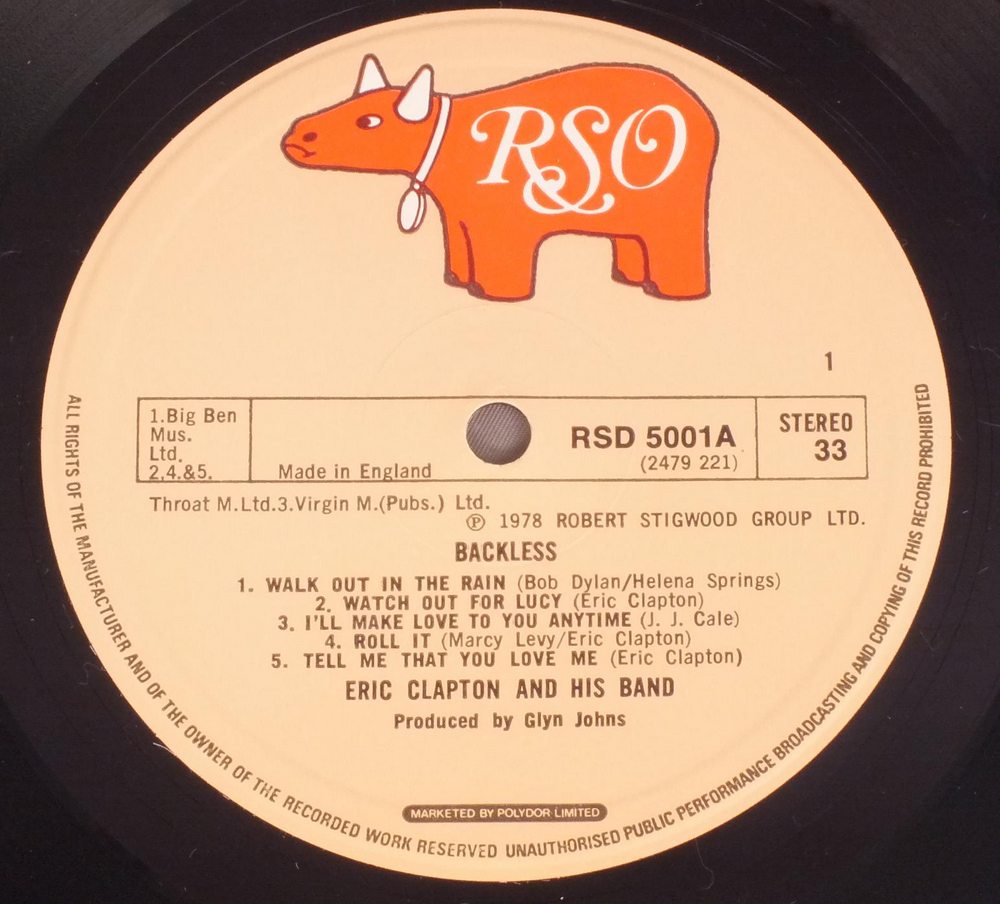 RSO
1
1.Big Ben
Mus.
Ltd.
2,4.&5.
Made in England
RSD 5001A
(2479 221)
STEREO
33
Throat M.Ltd.3.Virgin M.(Pubs.) Ltd.
℗ 1978 ROBERT STIGWOOD GROUP LTD.
BACKLESS
1. WALK OUT IN THE RAIN (Bob Dylan/Helena Springs)
2. WATCH OUT FOR LUCY (Eric Clapton)
3. I'LL MAKE LOVE TO YOU ANYTIME (J. J. Cale)
4. ROLL IT (Marcy Levy/Eric Clapton)
5. TELL ME THAT YOU LOVE ME (Eric Clapton)
ERIC CLAPTON AND HIS BAND
Produced by Glyn Johns
MARKETED BY POLYDOR LIMITED
ALL RIGHTS OF THE MANUFACTURER AND OF THE OWNER OF THE RECORDED WORK RESERVED UNAUTHORISED PUBLIC PERFORMANCE BROADCASTING AND COPYING OF THIS RECORD PROHIBITED